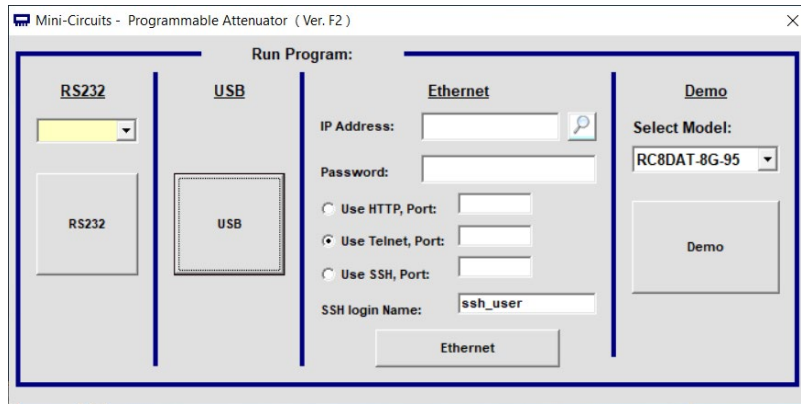 Mini-Circuits - Programmable Attenuator ( Ver. F2 )
Run Program:
RS232
RS232
USB
USB
Ethernet
IP Address:
Password:
Use HTTP, Port:
Use Telnet, Port:
Use SSH, Port:
SSH login Name: ssh_user
Ethernet
Demo
Select Model:
RC8DAT-8G-95
Demo